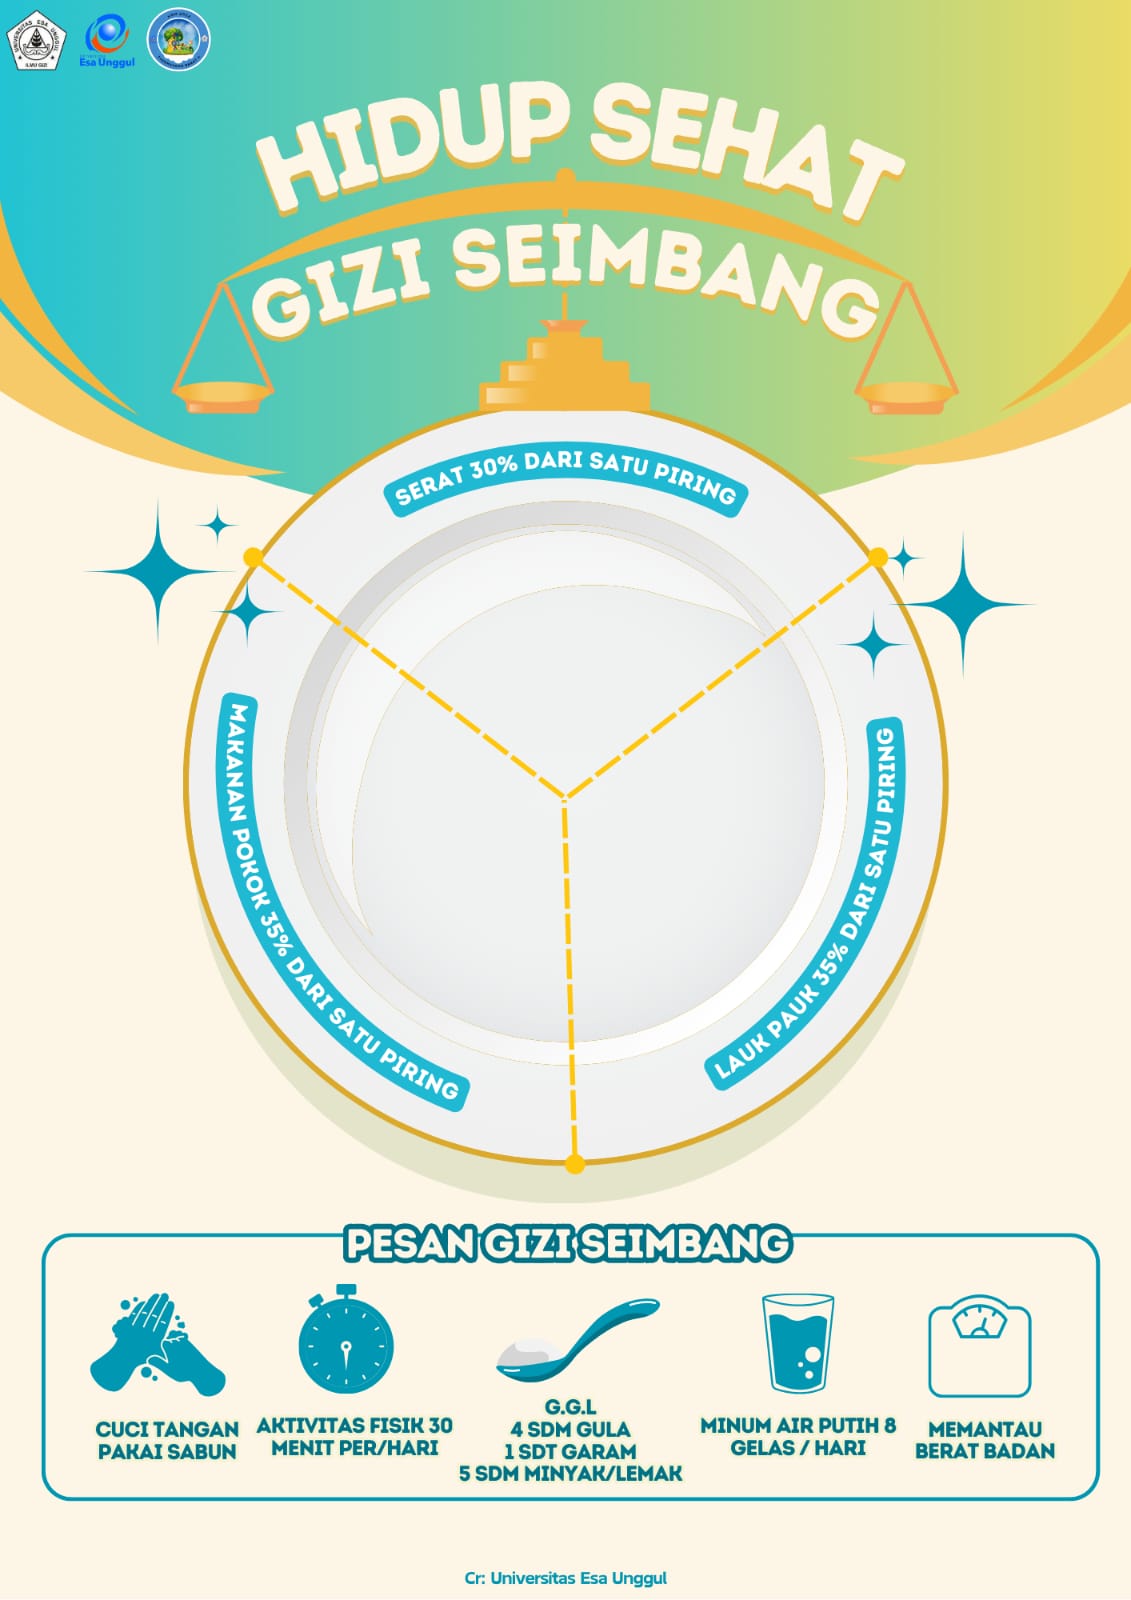 UNIVERSITAS ESA UNGGUL
ILMU GIZI
Esa Unggul
HIDUP SEHAT
GIZI SEIMBANG
SERAT 30% DARI SATU PIRING
MAKANAN POKOK 35% DARI SATU PIRING
LAUK PAUK 35% DARI SATU PIRING
PESAN GIZI SEIMBANG
CUCI TANGAN
PAKAI SABUN
AKTIVITAS FISIK 30
MENIT PER/HARI
G.G.L
4 SDM GULA
1 SDT GARAM
5 SDM MINYAK/LEMAK
MINUM AIR PUTIH 8
GELAS / HARI
MEMANTAU
BERAT BADAN
Cr: Universitas Esa Unggul